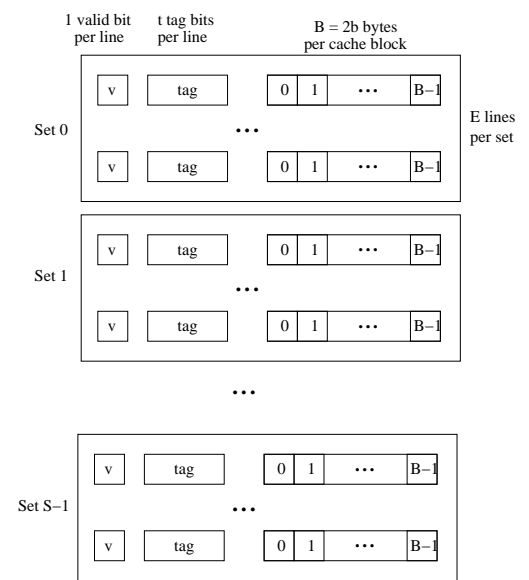 1 valid bit per line
t tag bits per line
B = 2b bytes per cache block
v tag 0 1 ••• B−1
Set 0 •••
E lines per set
v tag 0 1 ••• B−1
v tag 0 1 ••• B−1
Set 1 •••
v tag 0 1 ••• B−1
•••
v tag 0 1 ••• B−1
Set S−1 •••
v tag 0 1 ••• B−1